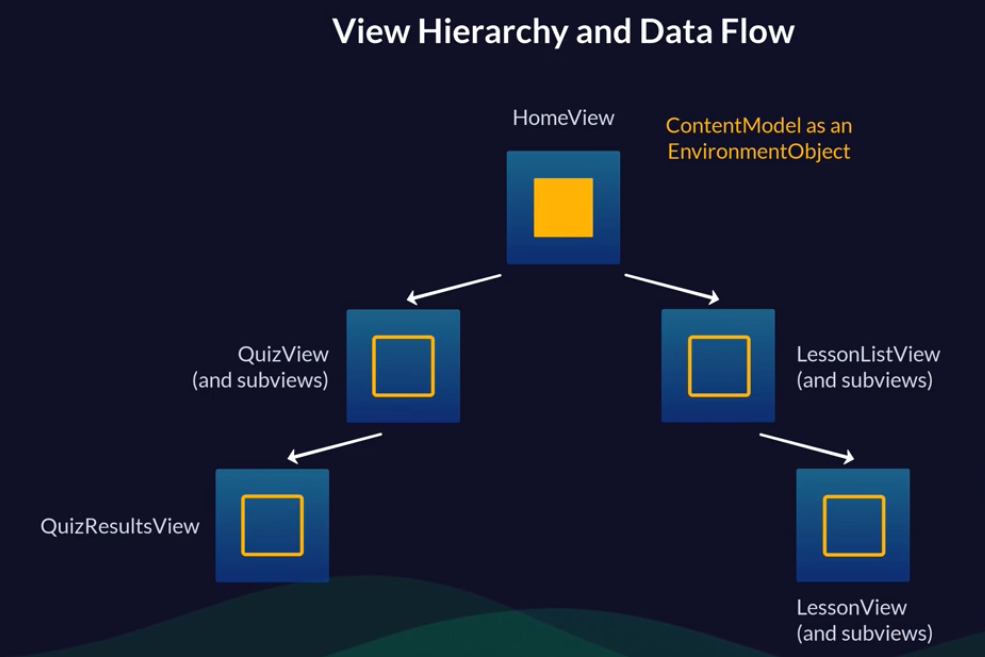 View Hierarchy and Data Flow
HomeView
ContentModel as an
EnvironmentObject
QuizView
(and subviews)
LessonListView
(and subviews)
QuizResultsView
LessonView
(and subviews)